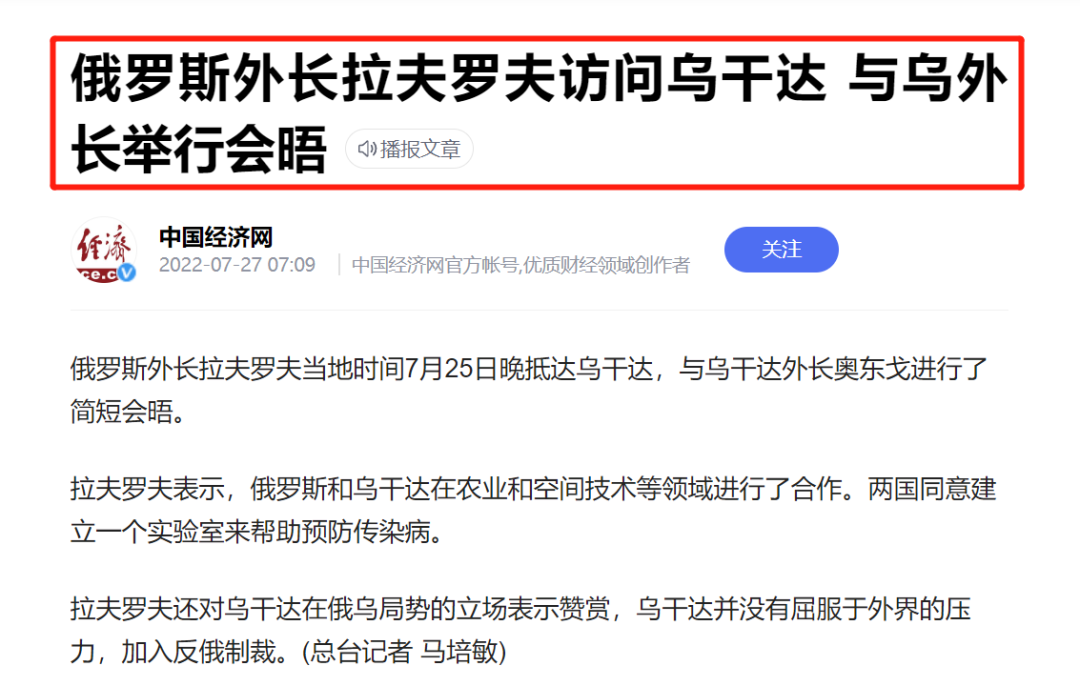 俄罗斯外长拉夫罗夫访问乌干达 与乌外
长举行会晤 播报文章
经济
ce.c
中国经济网
2022-07-27 07:09 中国经济网官方帐号,优质财经领域创作者
关注
俄罗斯外长拉夫罗夫当地时间7月25日晚抵达乌干达，与乌干达外长奥东戈进行了
简短会晤。
拉夫罗夫表示，俄罗斯和乌干达在农业和空间技术等领域进行了合作。两国同意建
立一个实验室来帮助预防传染病。
拉夫罗夫还对乌干达在俄乌局势的立场表示赞赏，乌干达并没有屈服于外界的压
力，加入反俄制裁。(总台记者 马培敏)